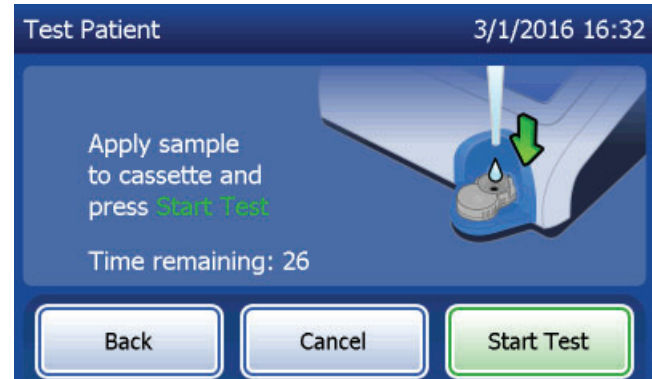 Test Patient 3/1/2016 16:32
Apply sample
to cassette and
press Start Test
Time remaining: 26
Back Cancel Start Test